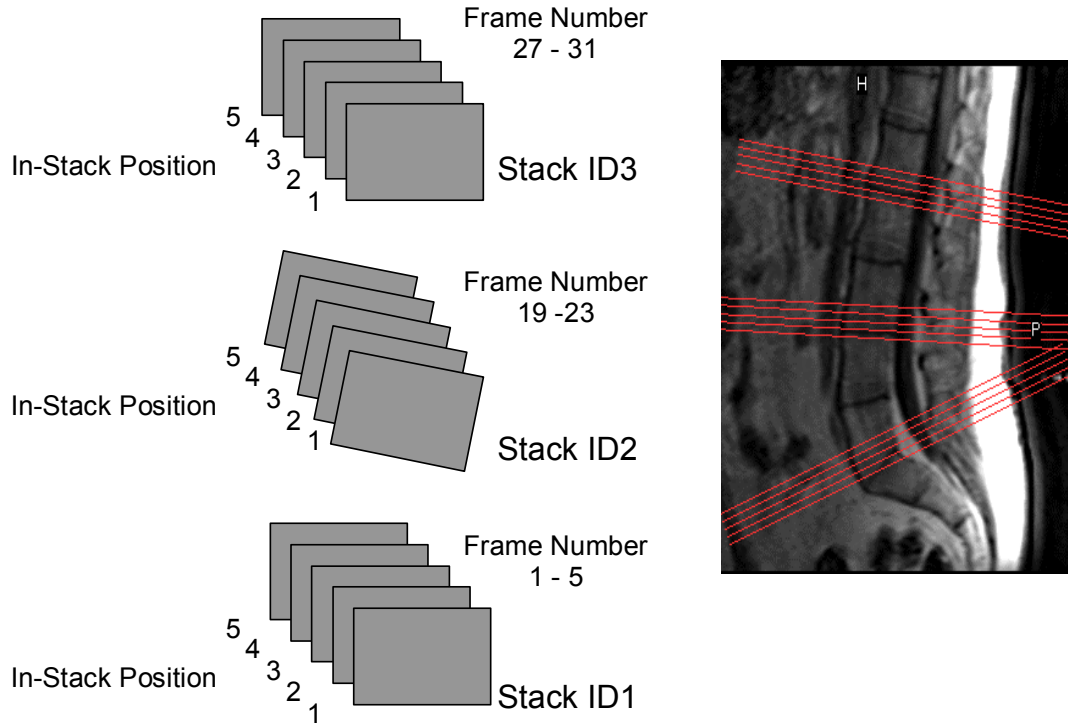 Frame Number
27 - 31
5
4
3
2
1
In-Stack Position
Stack ID3
Frame Number
19 -23
5
4
3
2
1
In-Stack Position
Stack ID2
Frame Number
1 - 5
5
4
3
2
1
In-Stack Position
Stack ID1
H
P